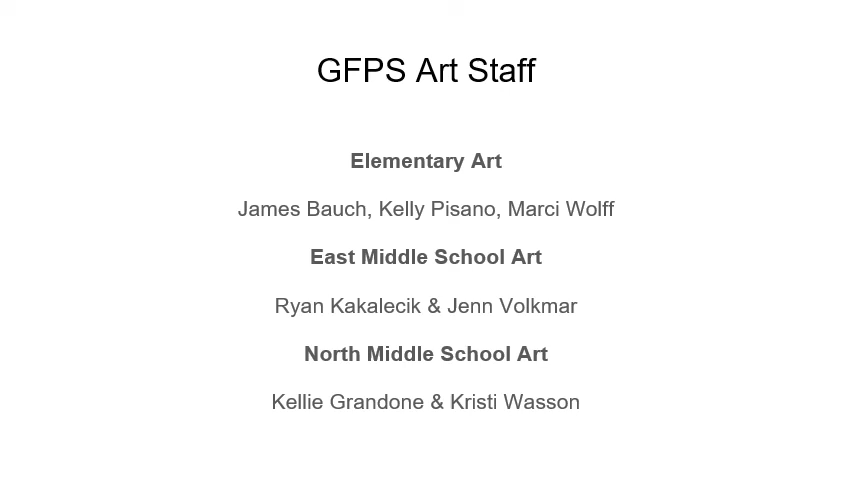 GFPS Art Staff
Elementary Art
James Bauch, Kelly Pisano, Marci Wolff
East Middle School Art
Ryan Kakalecik & Jenn Volkmar
North Middle School Art
Kellie Grandone & Kristi Wasson